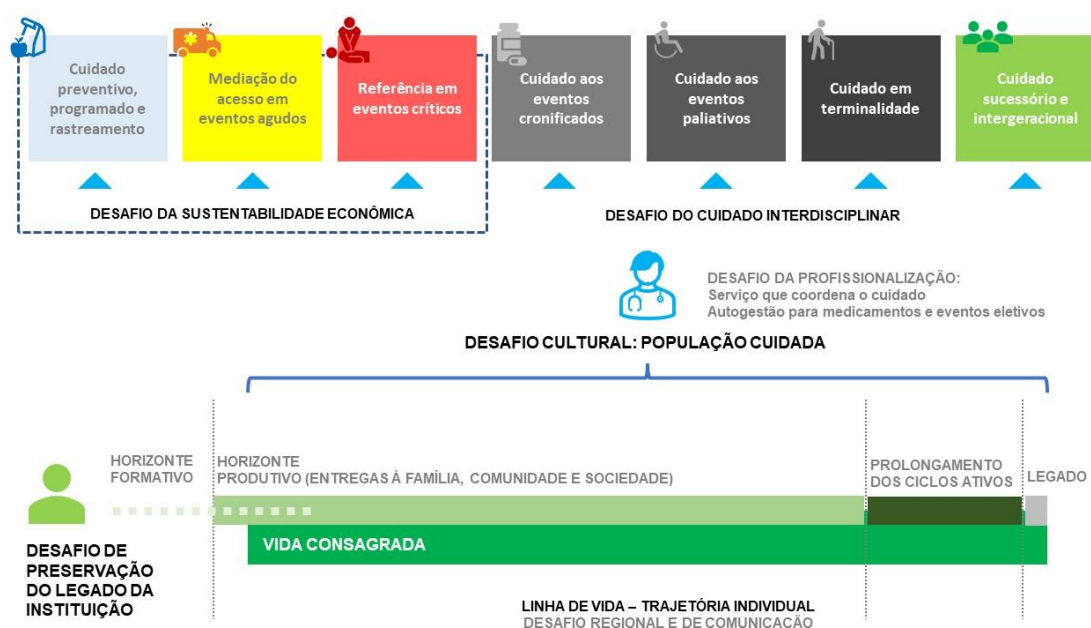 Cuidado
preventivo,
programado e
rastreamento
Mediação do
acesso em
eventos agudos
Referência em
eventos críticos
Cuidado aos
eventos
cronificados
Cuidado aos
eventos
paliativos
Cuidado em
terminalidade
Cuidado
sucessório e
intergeracional
DESAFIO DA SUSTENTABILIDADE ECONÔMICA
DESAFIO DO CUIDADO INTERDISCIPLINAR
DESAFIO DA PROFISSIONALIZAÇÃO:
Serviço que coordena o cuidado
Autogestão para medicamentos e eventos eletivos
DESAFIO CULTURAL: POPULAÇÃO CUIDADA
HORIZONTE
FORMATIVO
HORIZONTE
PRODUTIVO (ENTREGAS À FAMÍLIA, COMUNIDADE E SOCIEDADE)
PROLONGAMENTO
DOS CICLOS ATIVOS
LEGADO
VIDA CONSAGRADA
DESAFIO DE
PRESERVAÇÃO
DO LEGADO DA
INSTITUIÇÃO
LINHA DE VIDA – TRAJETÓRIA INDIVIDUAL
DESAFIO REGIONAL E DE COMUNICAÇÃO